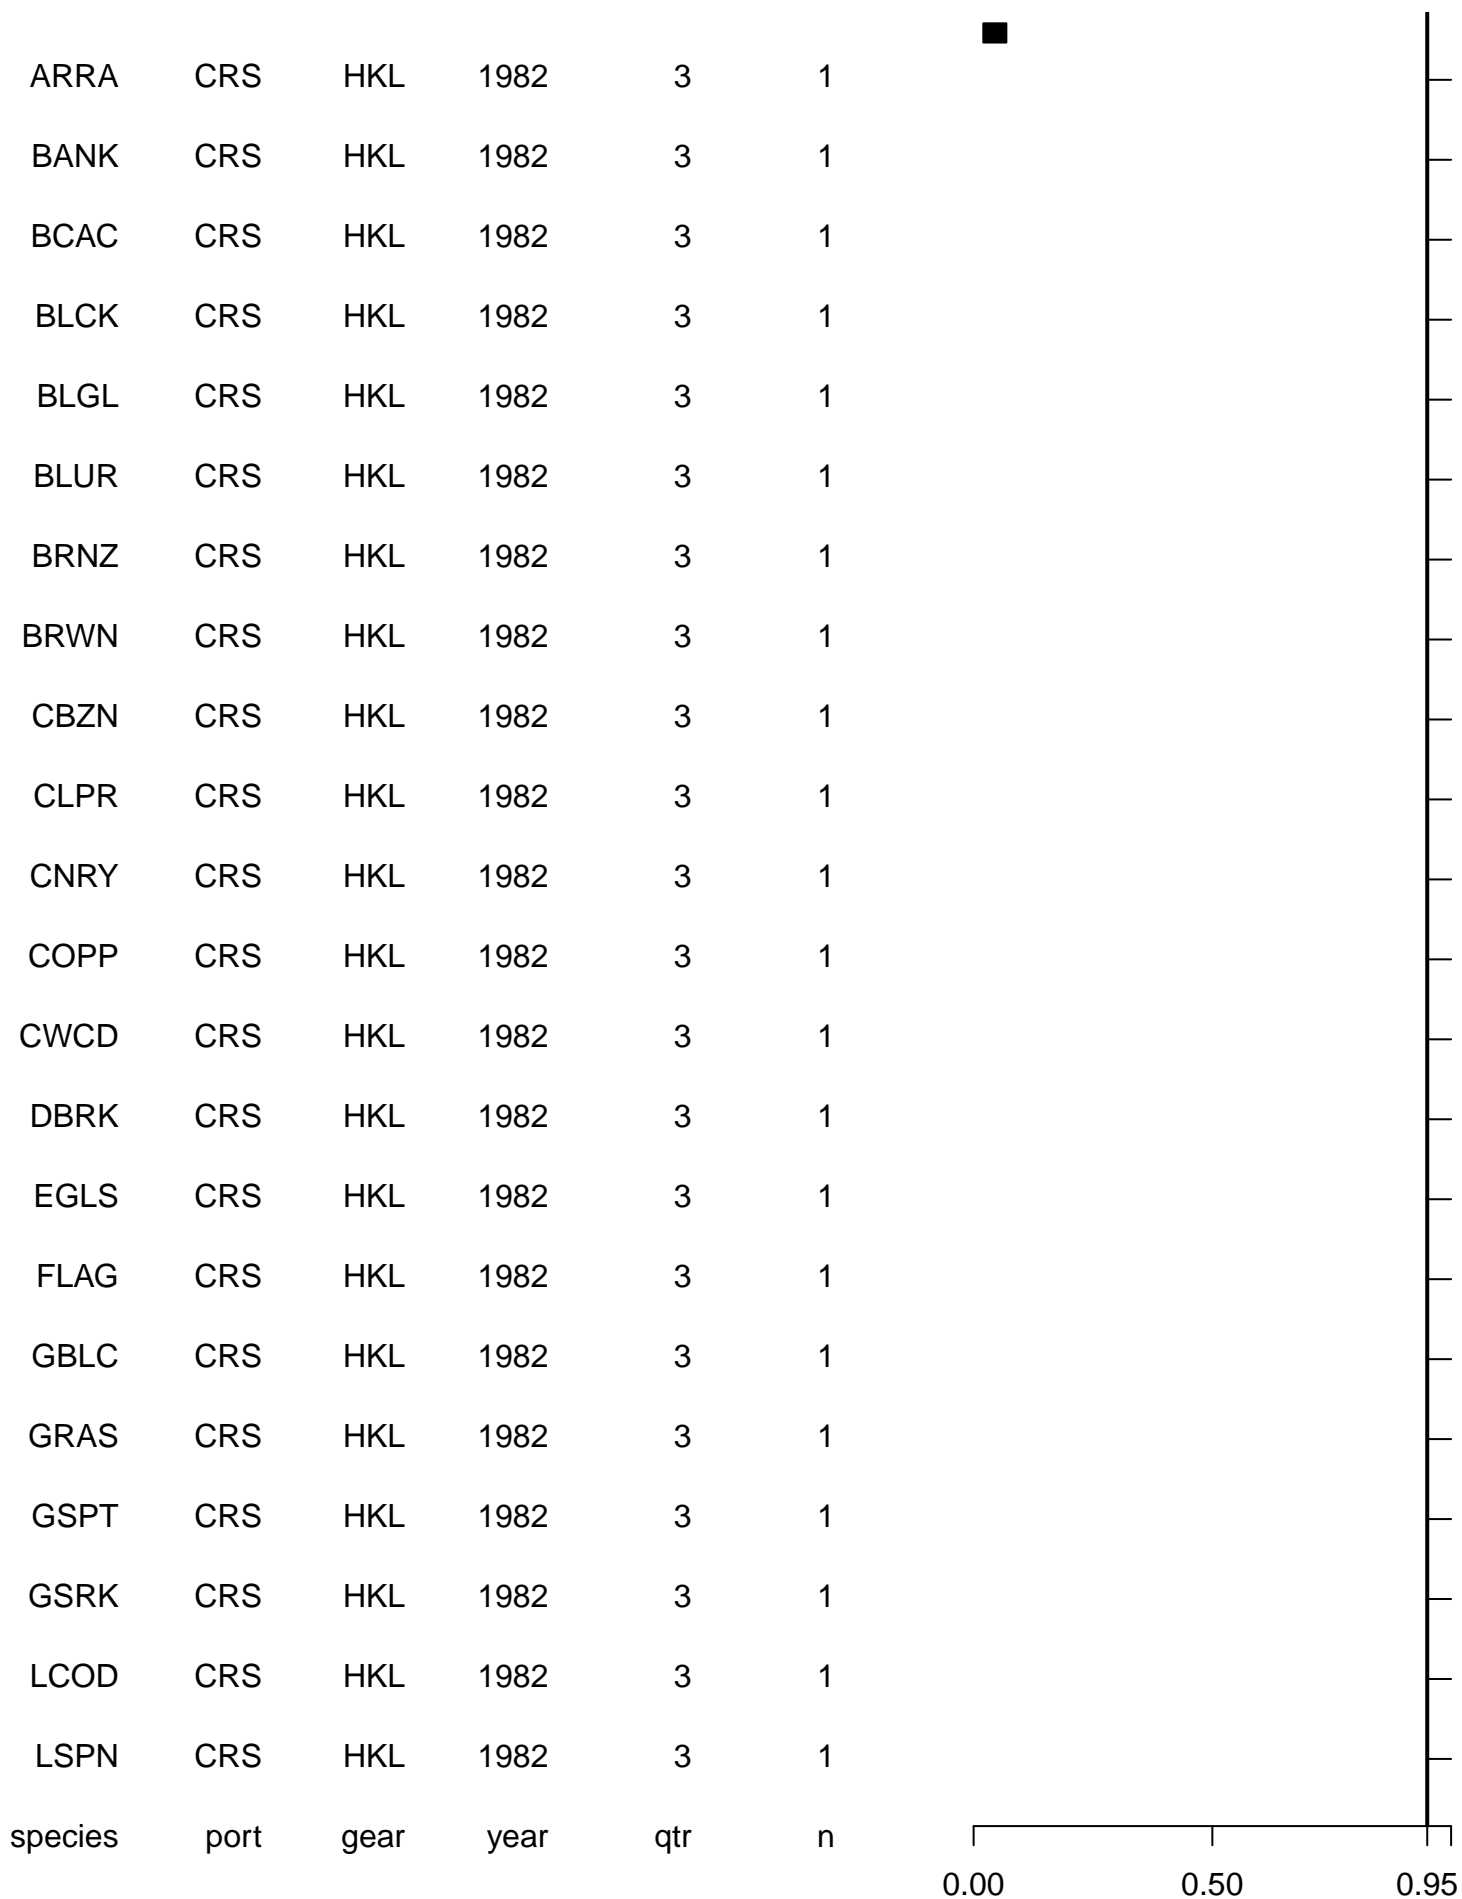 ARRA CRS HKL 1982 3 1
BANK CRS HKL 1982 3 1
BCAC CRS HKL 1982 3 1
BLCK CRS HKL 1982 3 1
BLGL CRS HKL 1982 3 1
BLUR CRS HKL 1982 3 1
BRNZ CRS HKL 1982 3 1
BRWN CRS HKL 1982 3 1
CBZN CRS HKL 1982 3 1
CLPR CRS HKL 1982 3 1
CNRY CRS HKL 1982 3 1
COPP CRS HKL 1982 3 1
CWCD CRS HKL 1982 3 1
DBRK CRS HKL 1982 3 1
EGLS CRS HKL 1982 3 1
FLAG CRS HKL 1982 3 1
GBLC CRS HKL 1982 3 1
GRAS CRS HKL 1982 3 1
GSPT CRS HKL 1982 3 1
GSRK CRS HKL 1982 3 1
LCOD CRS HKL 1982 3 1
LSPN CRS HKL 1982 3 1
species port gear year qtr n
0.00 0.50 0.95